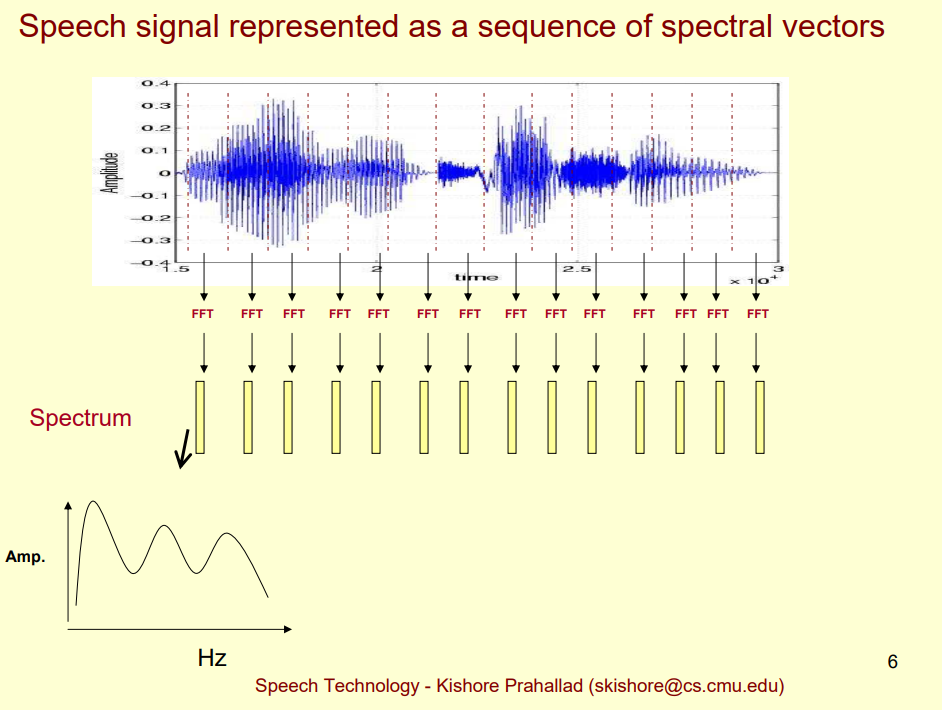 Speech signal represented as a sequence of spectral vectors
0.4
0.3
0.2
0.1
0
-0.1
-0.2
-0.3
-0.4
Amplitude
1.5 2 2.5 3
time
x 10^4
FFT FFT FFT FFT FFT FFT FFT FFT FFT FFT FFT FFT FFT FFT
Spectrum
Amp.
Hz
6
Speech Technology - Kishore Prahallad (skishore@cs.cmu.edu)